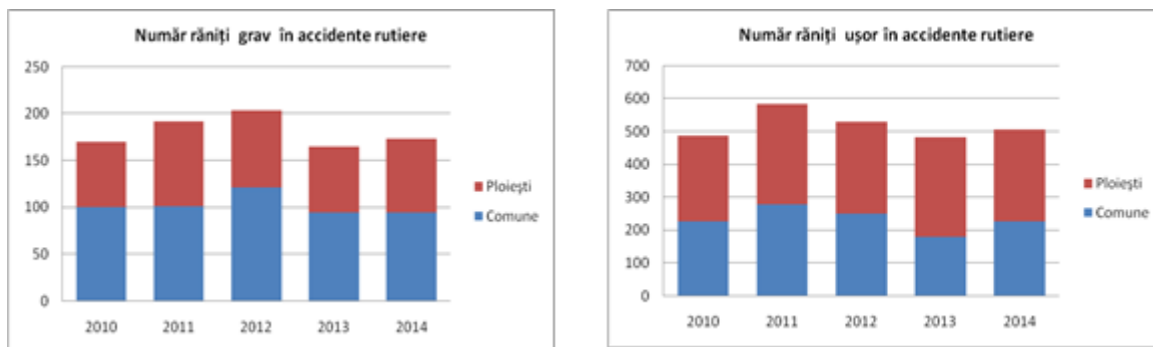 Număr răniți grav în accidente rutiere
250
200
150
100
50
0
2010 2011 2012 2013 2014
Ploiești
Comune
Număr răniți ușor în accidente rutiere
700
600
500
400
300
200
100
0
2010 2011 2012 2013 2014
Ploiești
Comune